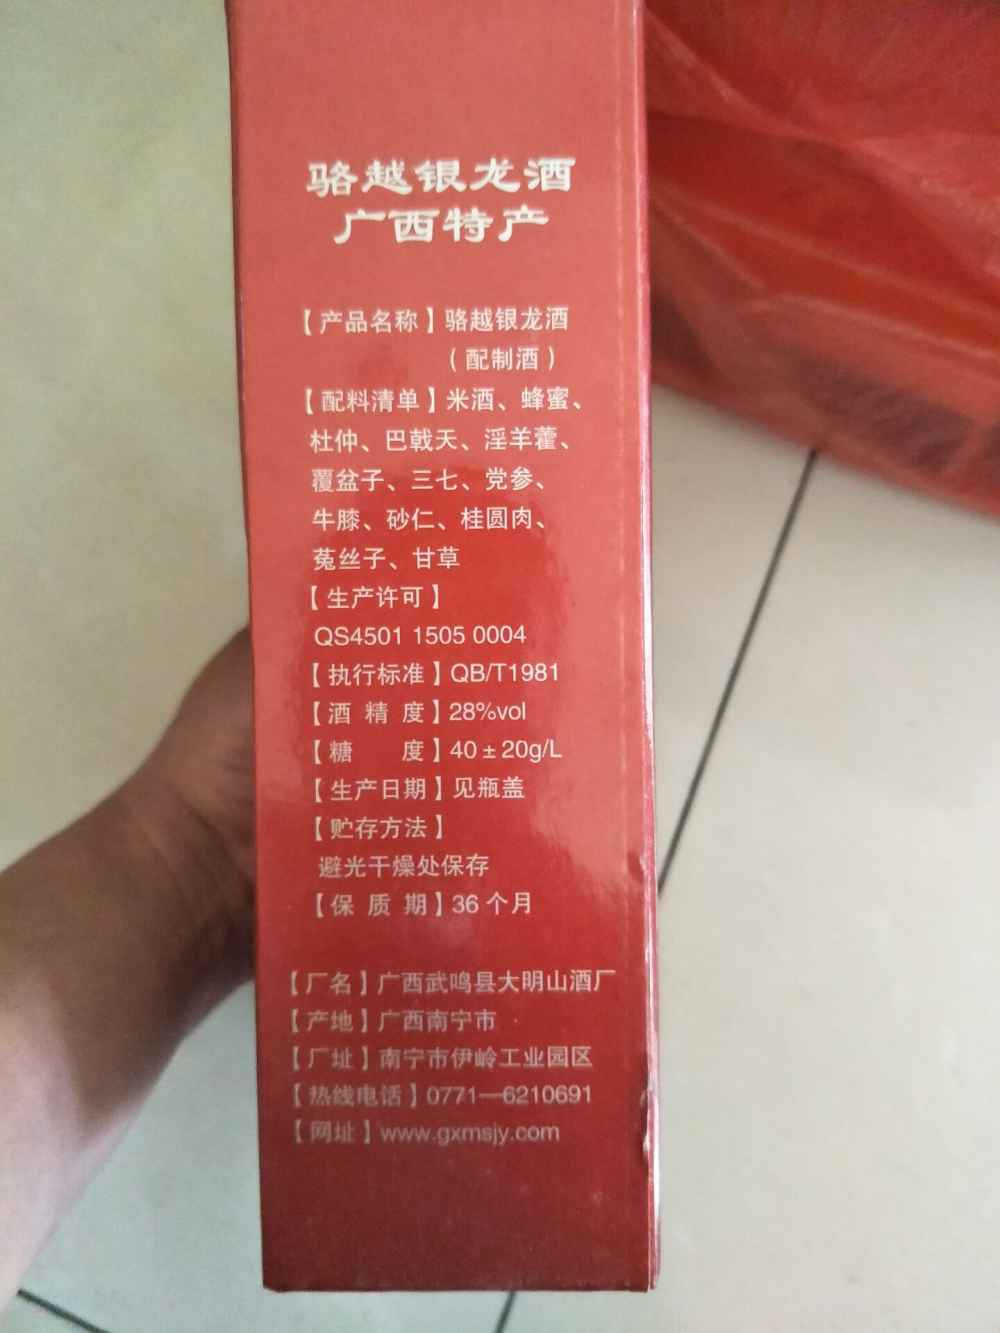 骆越银龙酒
广西特产
【产品名称】骆越银龙酒
（配制酒）
【配料清单】米酒、蜂蜜、
杜仲、巴戟天、淫羊藿、
覆盆子、三七、党参、
牛膝、砂仁、桂圆肉、
菟丝子、甘草
【生产许可】
QS4501 1505 0004
【执行标准】QB/T1981
【酒 精 度】28%vol
【糖 度】40±20g/L
【生产日期】见瓶盖
【贮存方法】
避光干燥处保存
【保 质 期】36个月
【厂名】广西武鸣县大明山酒厂
【产地】广西南宁市
【厂址】南宁市伊岭工业园区
【热线电话】0771—6210691
【网址】www.gxmsjy.com